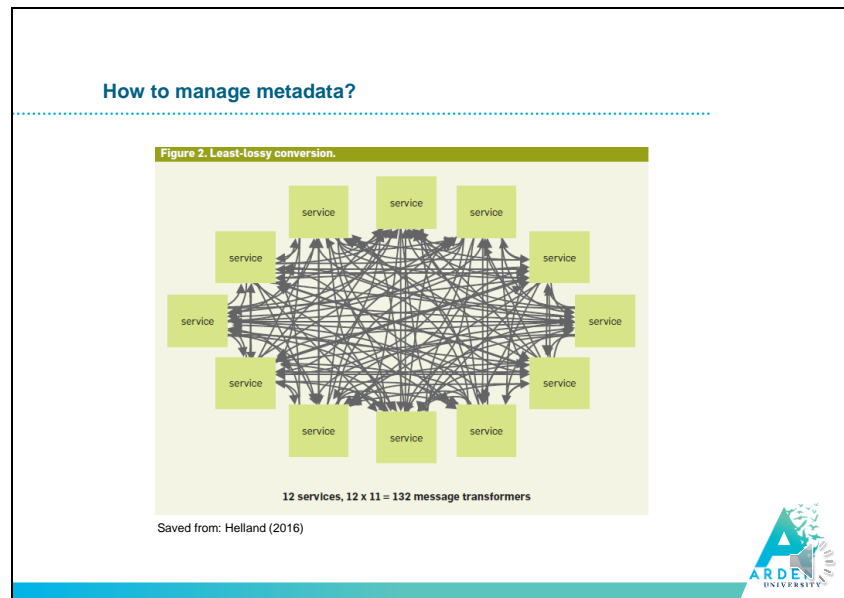 How to manage metadata?
Figure 2. Least-lossy conversion.
service
service
service
service
service
service
service
service
service
service
service
service
12 services, 12 x 11 = 132 message transformers
Saved from: Helland (2016)
ARDEN
UNIVERSITY